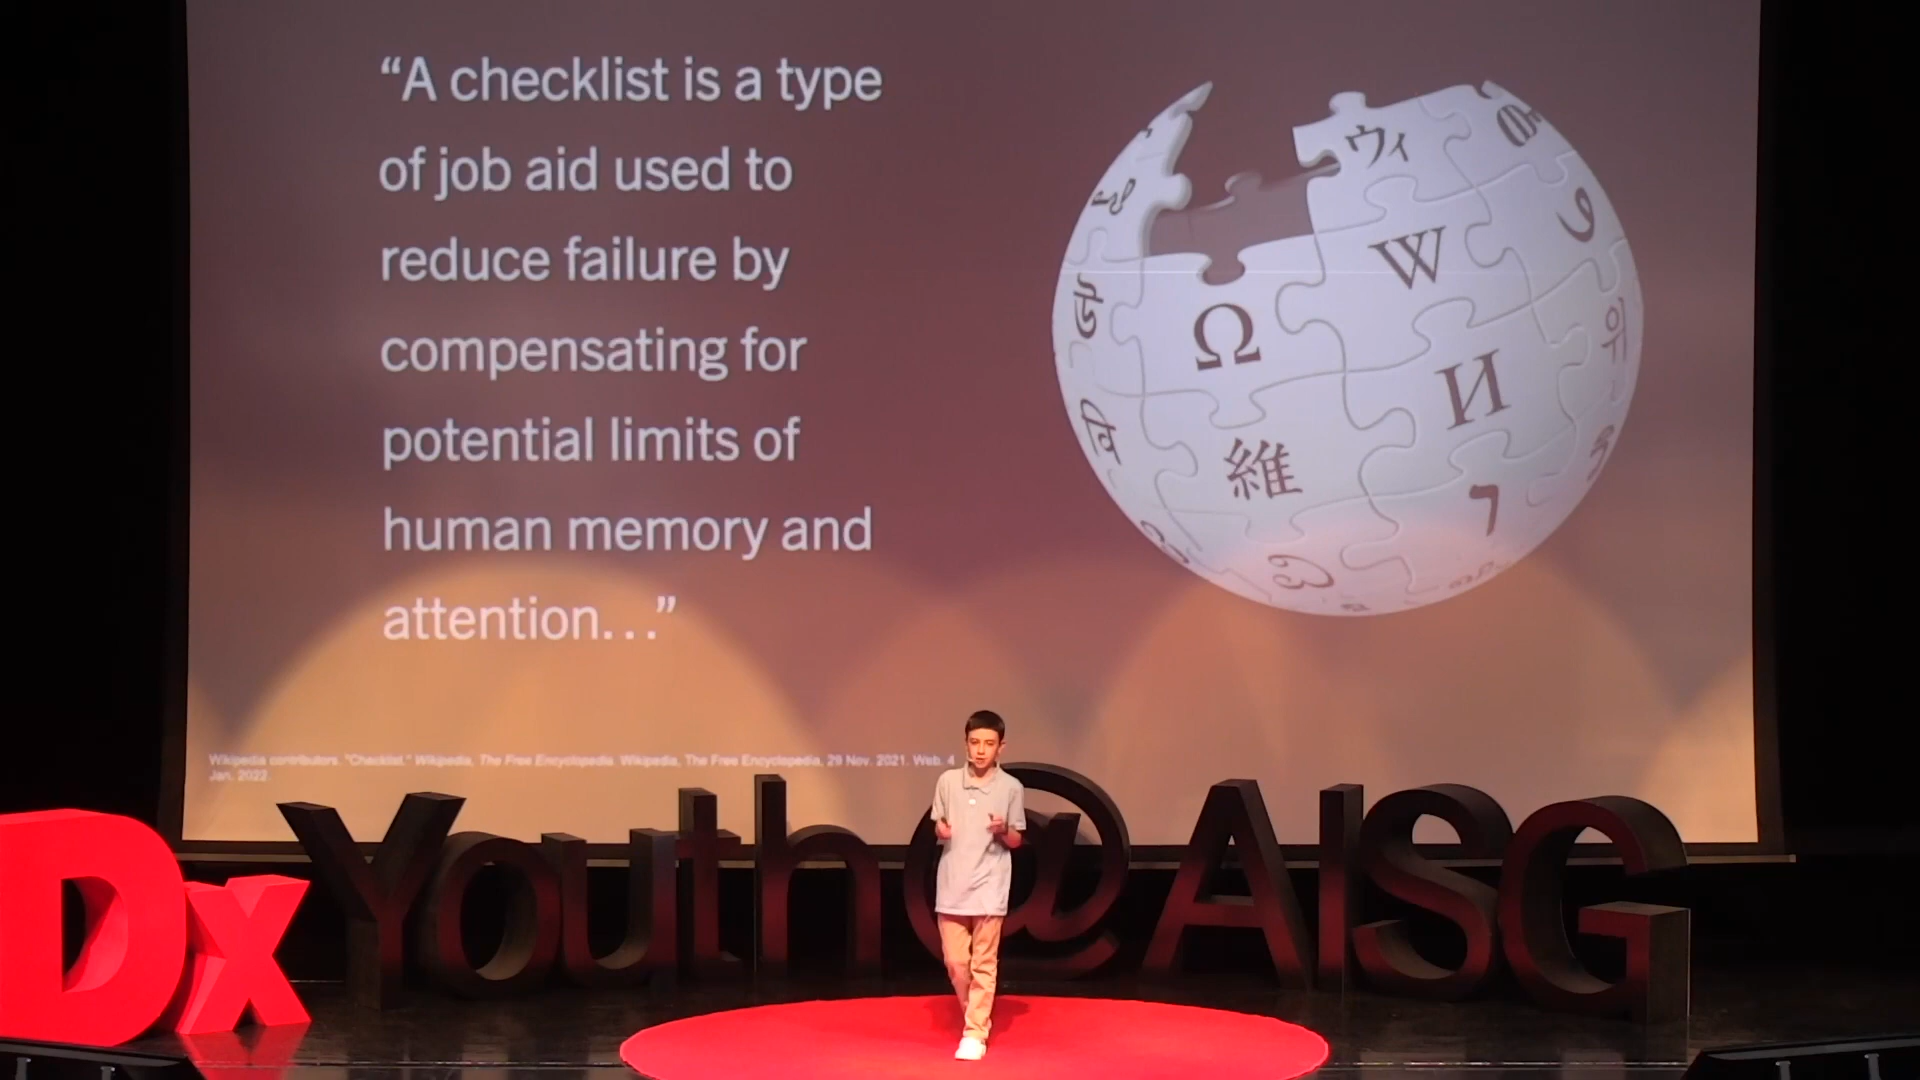 “A checklist is a type
of job aid used to
reduce failure by
compensating for
potential limits of
human memory and
attention…”
ウィ
W
Ω
И
維
위
वि
7
Wikipedia contributors. "Checklist." Wikipedia, The Free Encyclopedia. Wikipedia, The Free Encyclopedia, 29 Nov. 2021. Web. 4
Jan. 2022.
Dx Youth@AISG